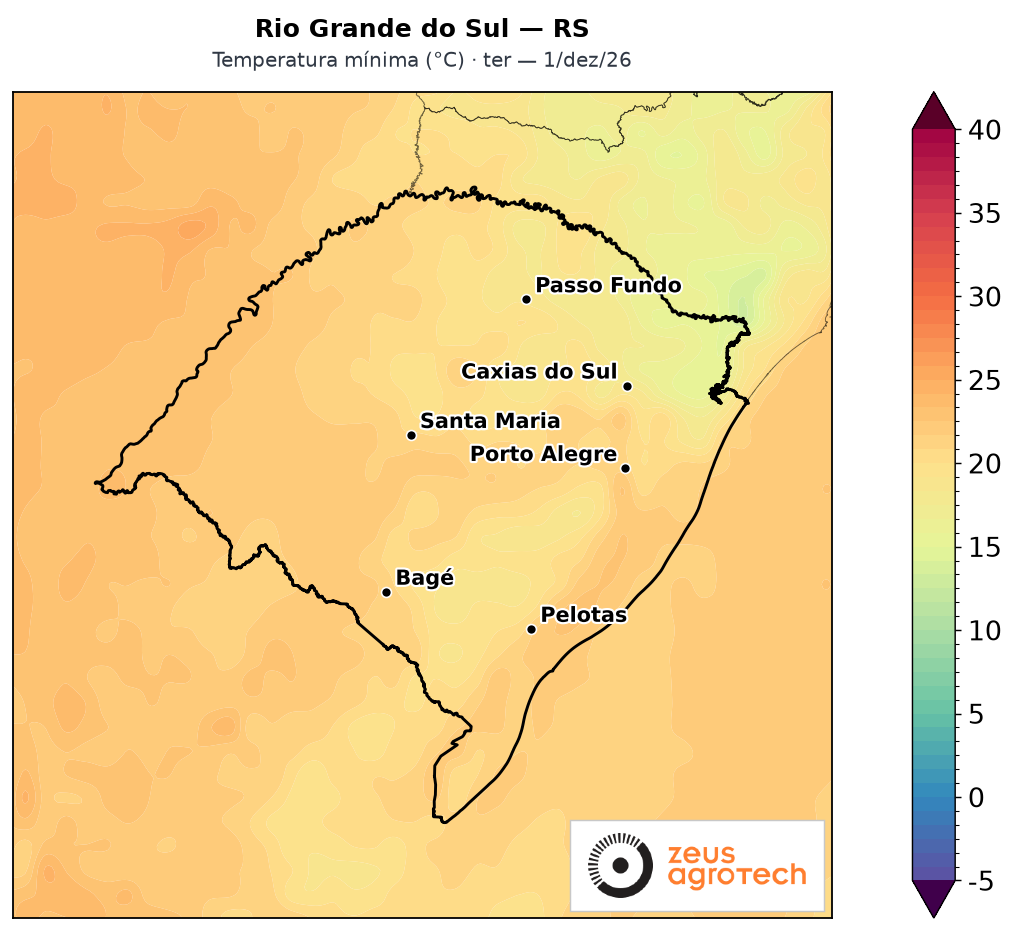 Rio Grande do Sul — RS
Temperatura mínima (°C) · ter — 1/dez/26
Passo Fundo
Caxias do Sul
Santa Maria
Porto Alegre
Bagé
Pelotas
40
35
30
25
20
15
10
5
0
-5
zeus
agrotech